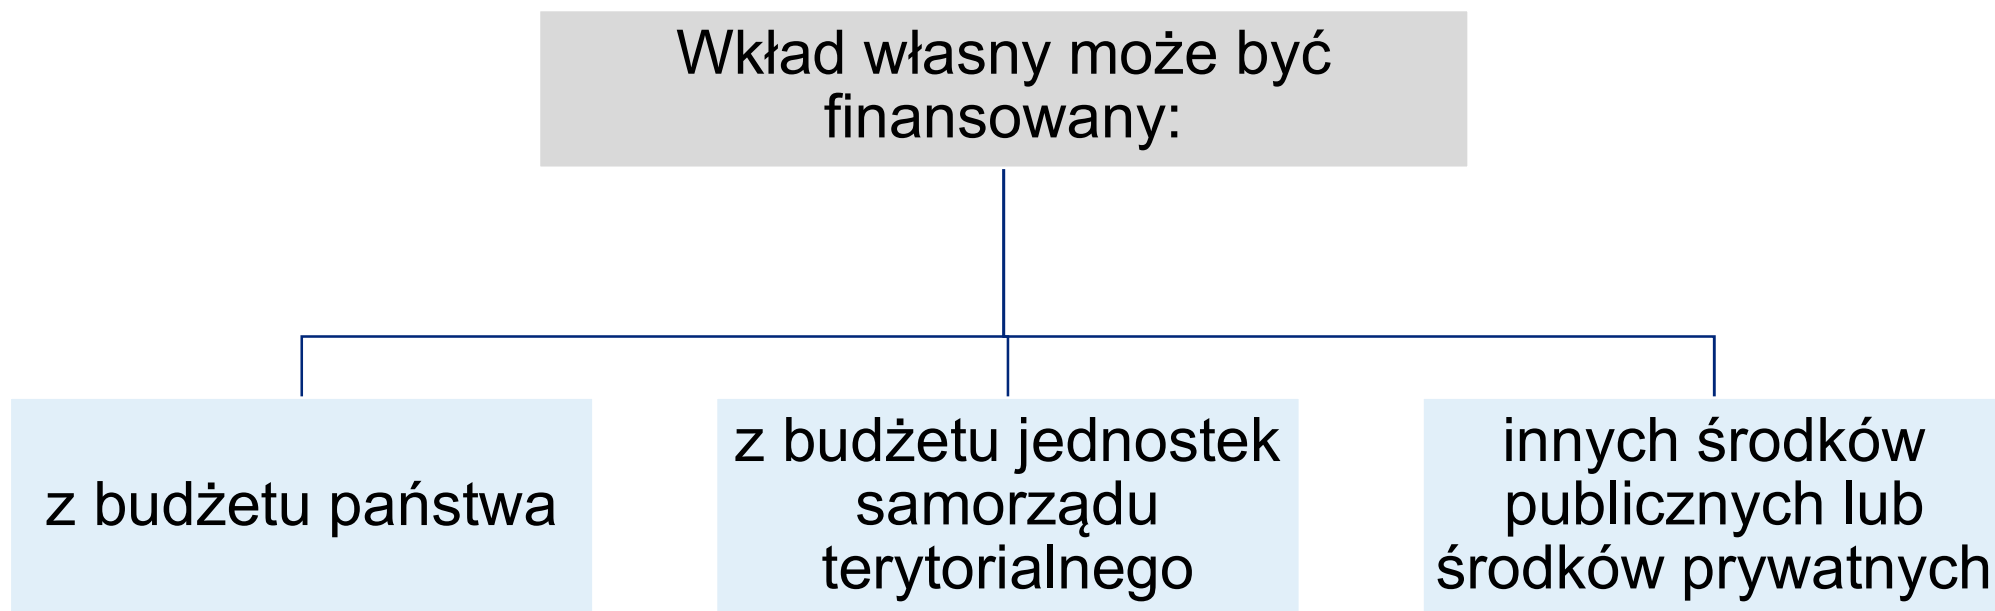 Wkład własny może być
finansowany:
z budżetu państwa
z budżetu jednostek
samorządu
terytorialnego
innych środków
publicznych lub
środków prywatnych